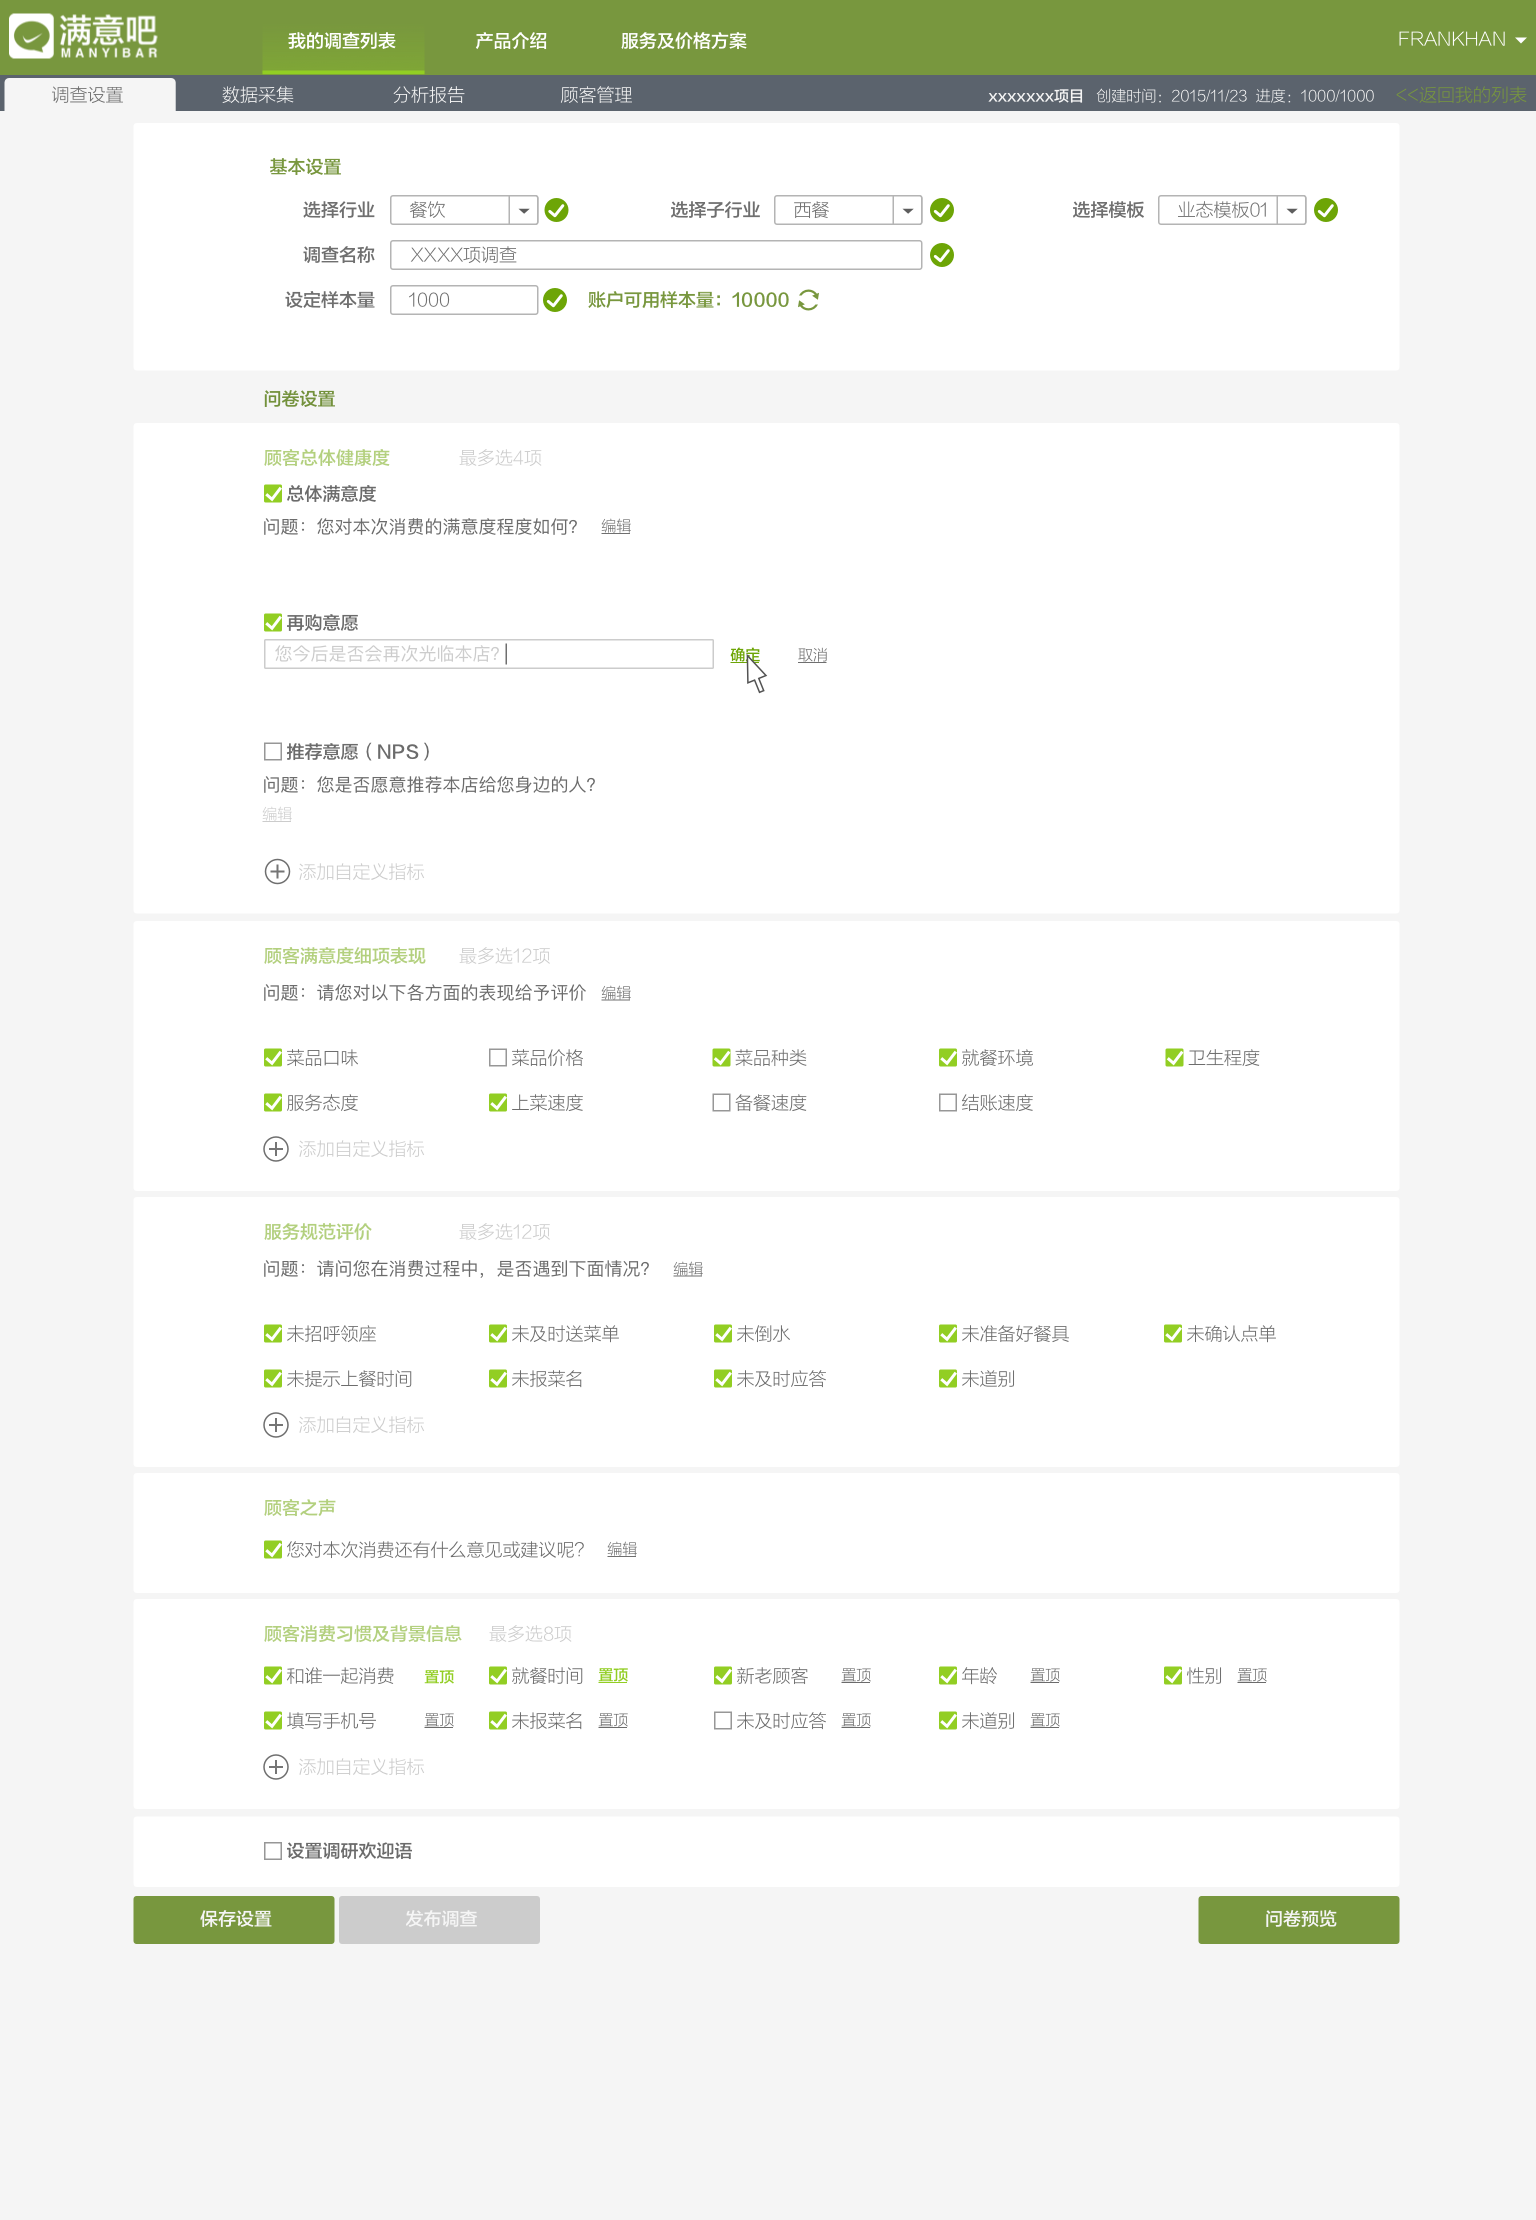 满意吧
MANYIBAR
我的调查列表 产品介绍 服务及价格方案 FRANKHAN
调查设置 数据采集 分析报告 顾客管理 xxxxxxx项目 创建时间：2015/11/23 进度：1000/1000 <<返回我的列表
基本设置
选择行业 餐饮 选择子行业 西餐 选择模板 业态模板01
调查名称 XXXX项调查
设定样本量 1000 账户可用样本量：10000
问卷设置
顾客总体健康度 最多选4项
总体满意度
问题：您对本次消费的满意度程度如何? 编辑
再购意愿
您今后是否会再次光临本店? 确定 取消
推荐意愿（NPS）
问题：您是否愿意推荐本店给您身边的人?
编辑
添加自定义指标
顾客满意度细项表现 最多选12项
问题：请您对以下各方面的表现给予评价 编辑
菜品口味 菜品价格 菜品种类 就餐环境 卫生程度
服务态度 上菜速度 备餐速度 结账速度
添加自定义指标
服务规范评价 最多选12项
问题：请问您在消费过程中，是否遇到下面情况? 编辑
未招呼领座 未及时送菜单 未倒水 未准备好餐具 未确认点单
未提示上餐时间 未报菜名 未及时应答 未道别
添加自定义指标
顾客之声
您对本次消费还有什么意见或建议呢? 编辑
顾客消费习惯及背景信息 最多选8项
和谁一起消费 置顶 就餐时间 置顶 新老顾客 置顶 年龄 置顶 性别 置顶
填写手机号 置顶 未报菜名 置顶 未及时应答 置顶 未道别 置顶
添加自定义指标
设置调研欢迎语
保存设置 发布调查 问卷预览